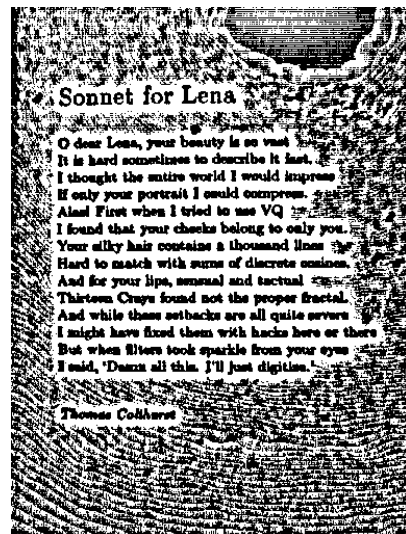 Sonnet for Lena
O dear Lena, your beauty is so vast
It is hard sometimes to describe it fast.
I thought the entire world I would impress
If only your portrait I could compress.
Alas! First when I tried to use VQ
I found that your cheeks belong to only you.
Your silky hair contains a thousand lines
Hard to match with sums of discrete cosines.
And for your lips, sensual and tactual
Thirteen Crays found not the proper fractal.
And while these setbacks are all quite severe
I might have fixed them with hacks here or there
But when filters took sparkle from your eyes
I said, 'Damn all this. I'll just digitize.'
Thomas Colthurst